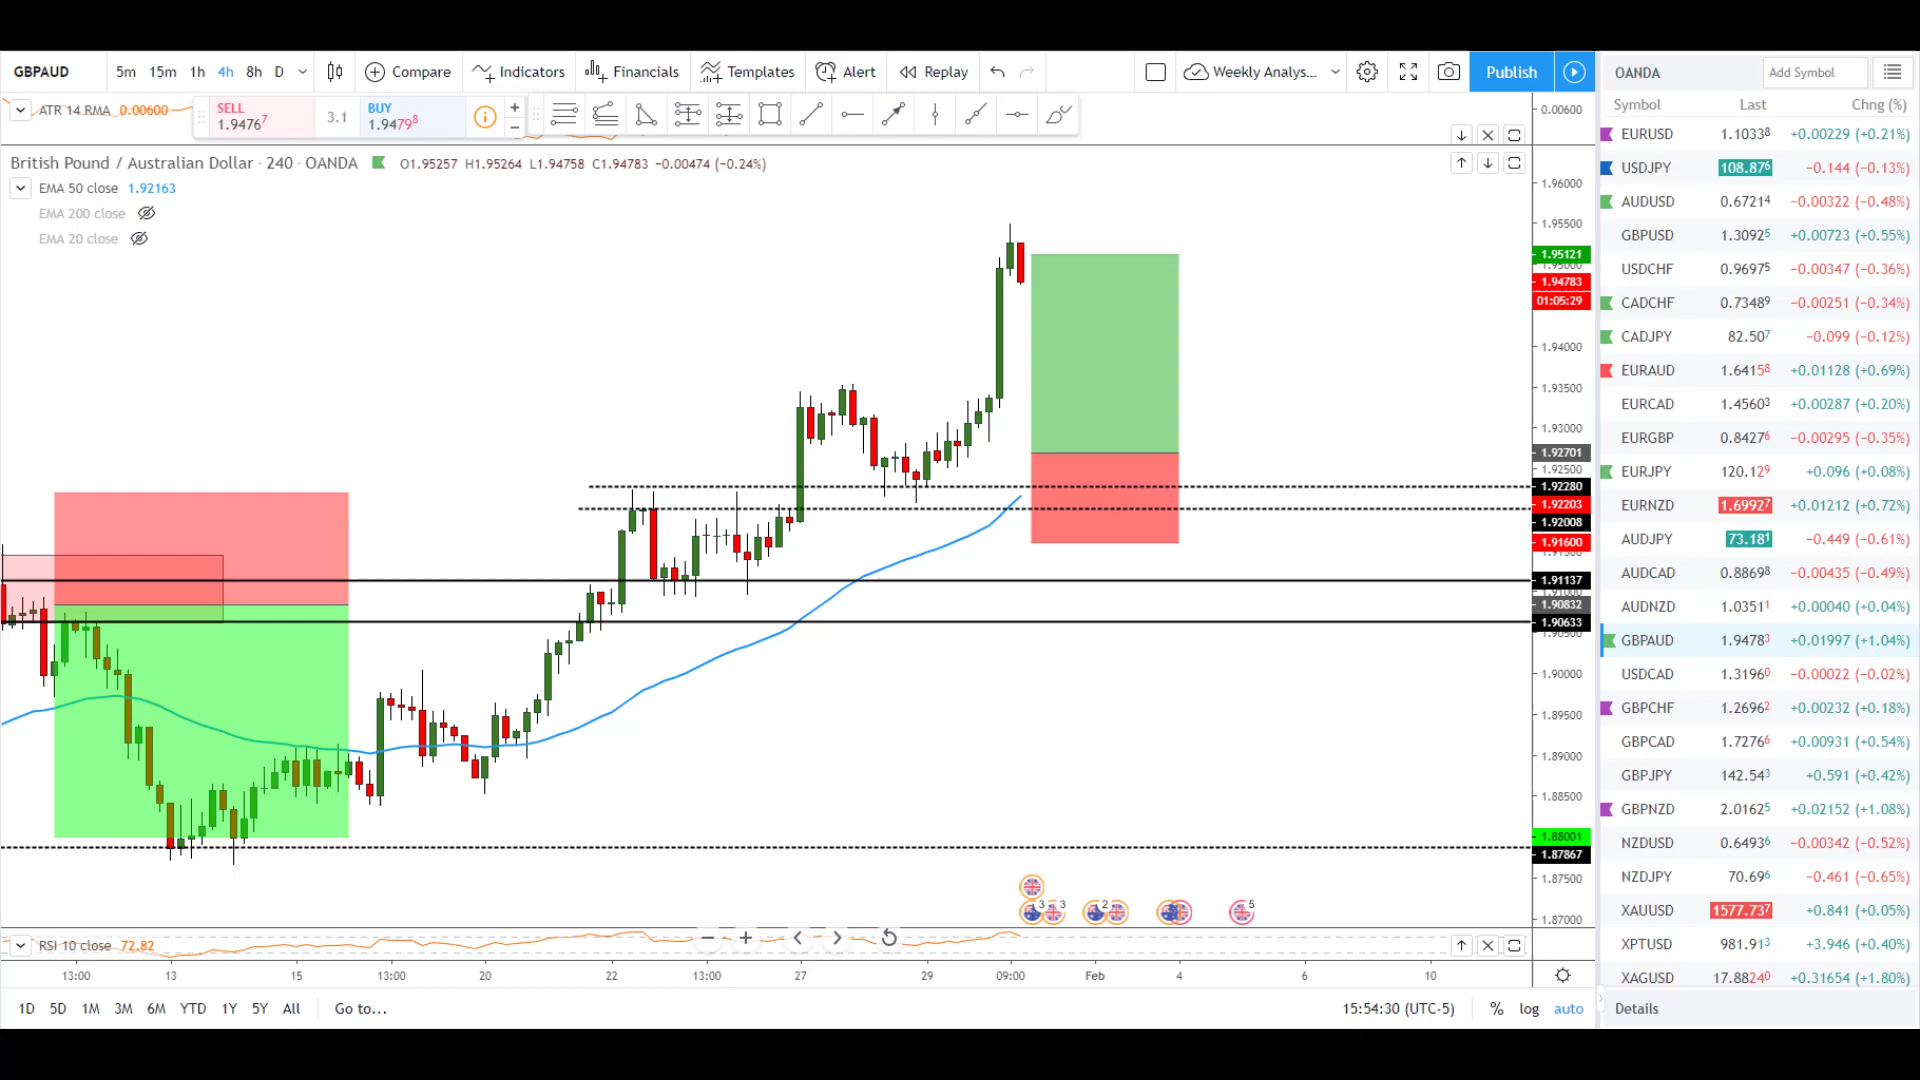 GBPAUD 5m 15m 1h 4h 8h D Compare Indicators Financials Templates Alert Replay Weekly Analys... Publish
ATR 14 RMA 0.00600
SELL
1.94767
3.1
BUY
1.94798
British Pound / Australian Dollar · 240 · OANDA O1.95257 H1.95264 L1.94758 C1.94783 −0.00474 (−0.24%)
EMA 50 close 1.92163
EMA 200 close
EMA 20 close
0.00600
1.96000
1.95500
1.95121
1.95000
1.94783
01:05:29
1.94000
1.93500
1.93000
1.92701
1.92500
1.92280
1.92203
1.92008
1.91600
1.91137
1.90832
1.90633
1.90000
1.89500
1.89000
1.88500
1.88001
1.87867
1.87500
1.87000
3 3 2 5
RSI 10 close 72.82
13:00 13 15 13:00 20 22 13:00 27 29 09:00 Feb 4 6 10
1D 5D 1M 3M 6M YTD 1Y 5Y All Go to... 15:54:30 (UTC-5) % log auto
OANDA Add Symbol
Symbol Last Chng (%)
EURUSD 1.10338 +0.00229 (+0.21%)
USDJPY 108.876 −0.144 (−0.13%)
AUDUSD 0.67214 −0.00322 (−0.48%)
GBPUSD 1.30925 +0.00723 (+0.55%)
USDCHF 0.96975 −0.00347 (−0.36%)
CADCHF 0.73489 −0.00251 (−0.34%)
CADJPY 82.507 −0.099 (−0.12%)
EURAUD 1.64158 +0.01128 (+0.69%)
EURCAD 1.45603 +0.00287 (+0.20%)
EURGBP 0.84276 −0.00295 (−0.35%)
EURJPY 120.129 +0.096 (+0.08%)
EURNZD 1.69927 +0.01212 (+0.72%)
AUDJPY 73.181 −0.449 (−0.61%)
AUDCAD 0.88698 −0.00435 (−0.49%)
AUDNZD 1.03511 +0.00040 (+0.04%)
GBPAUD 1.94783 +0.01997 (+1.04%)
USDCAD 1.31960 −0.00022 (−0.02%)
GBPCHF 1.26962 +0.00232 (+0.18%)
GBPCAD 1.72766 +0.00931 (+0.54%)
GBPJPY 142.543 +0.591 (+0.42%)
GBPNZD 2.01625 +0.02152 (+1.08%)
NZDUSD 0.64936 −0.00342 (−0.52%)
NZDJPY 70.696 −0.461 (−0.65%)
XAUUSD 1577.737 +0.841 (+0.05%)
XPTUSD 981.913 +3.946 (+0.40%)
XAGUSD 17.88240 +0.31654 (+1.80%)
Details